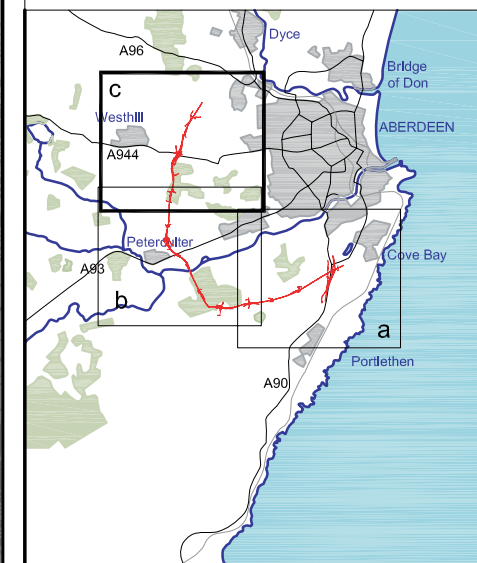 Dyce
A96
Bridge
of Don
c
Westhill
ABERDEEN
A944
Peterculter
Cove Bay
A93
b
a
Portlethen
A90